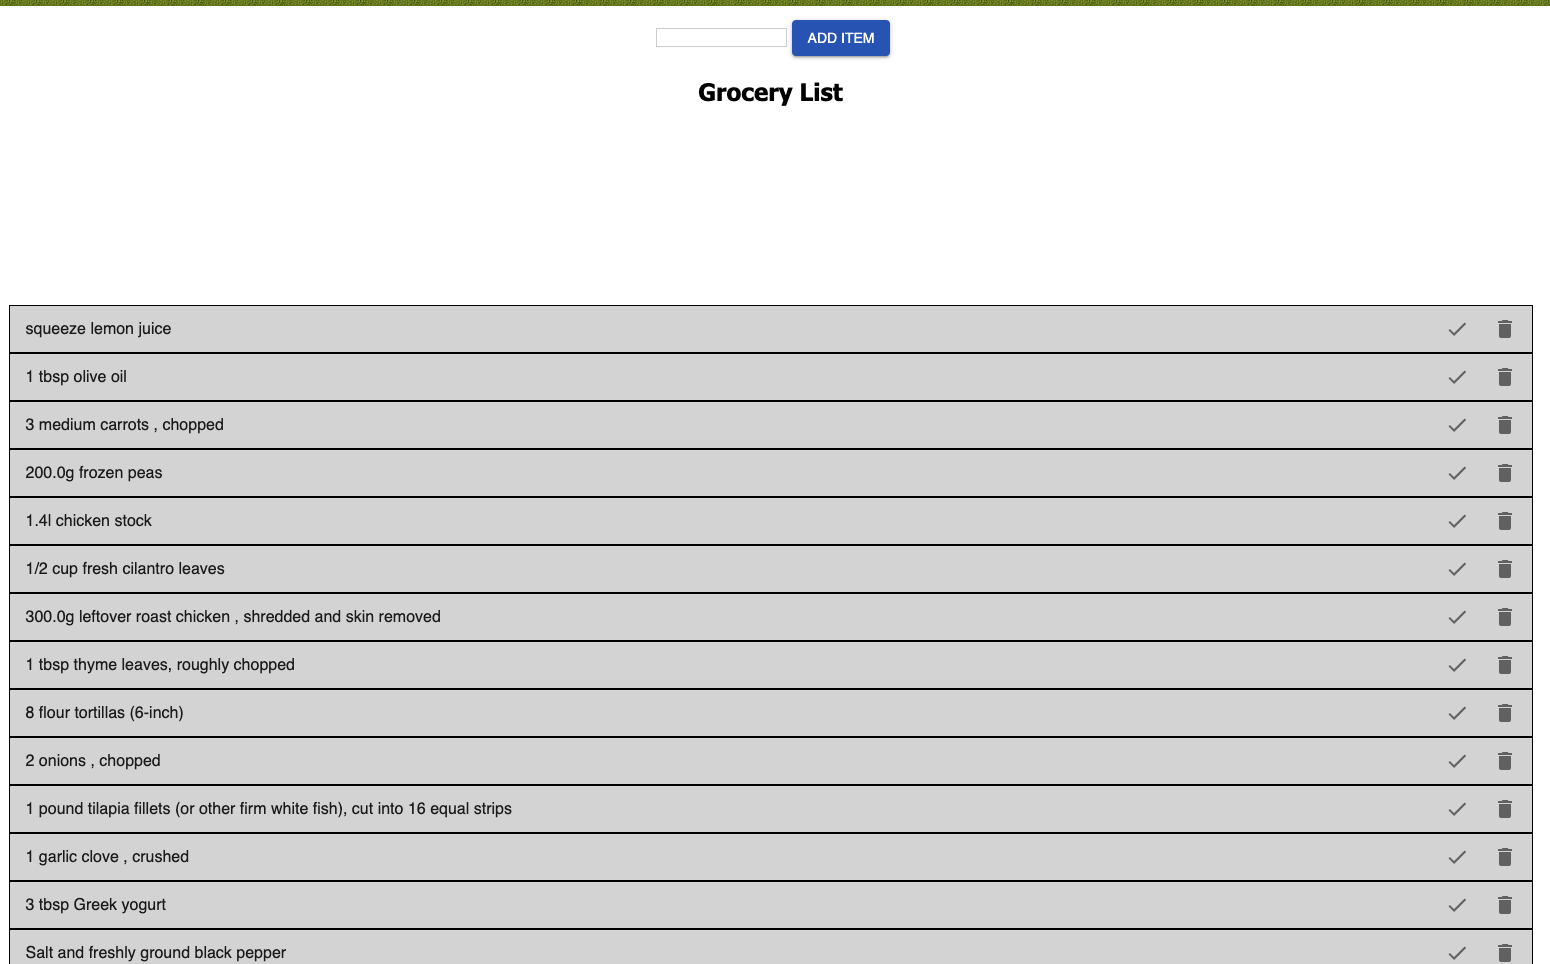 ADD ITEM
Grocery List
squeeze lemon juice
1 tbsp olive oil
3 medium carrots , chopped
200.0g frozen peas
1.4l chicken stock
1/2 cup fresh cilantro leaves
300.0g leftover roast chicken , shredded and skin removed
1 tbsp thyme leaves, roughly chopped
8 flour tortillas (6-inch)
2 onions , chopped
1 pound tilapia fillets (or other firm white fish), cut into 16 equal strips
1 garlic clove , crushed
3 tbsp Greek yogurt
Salt and freshly ground black pepper